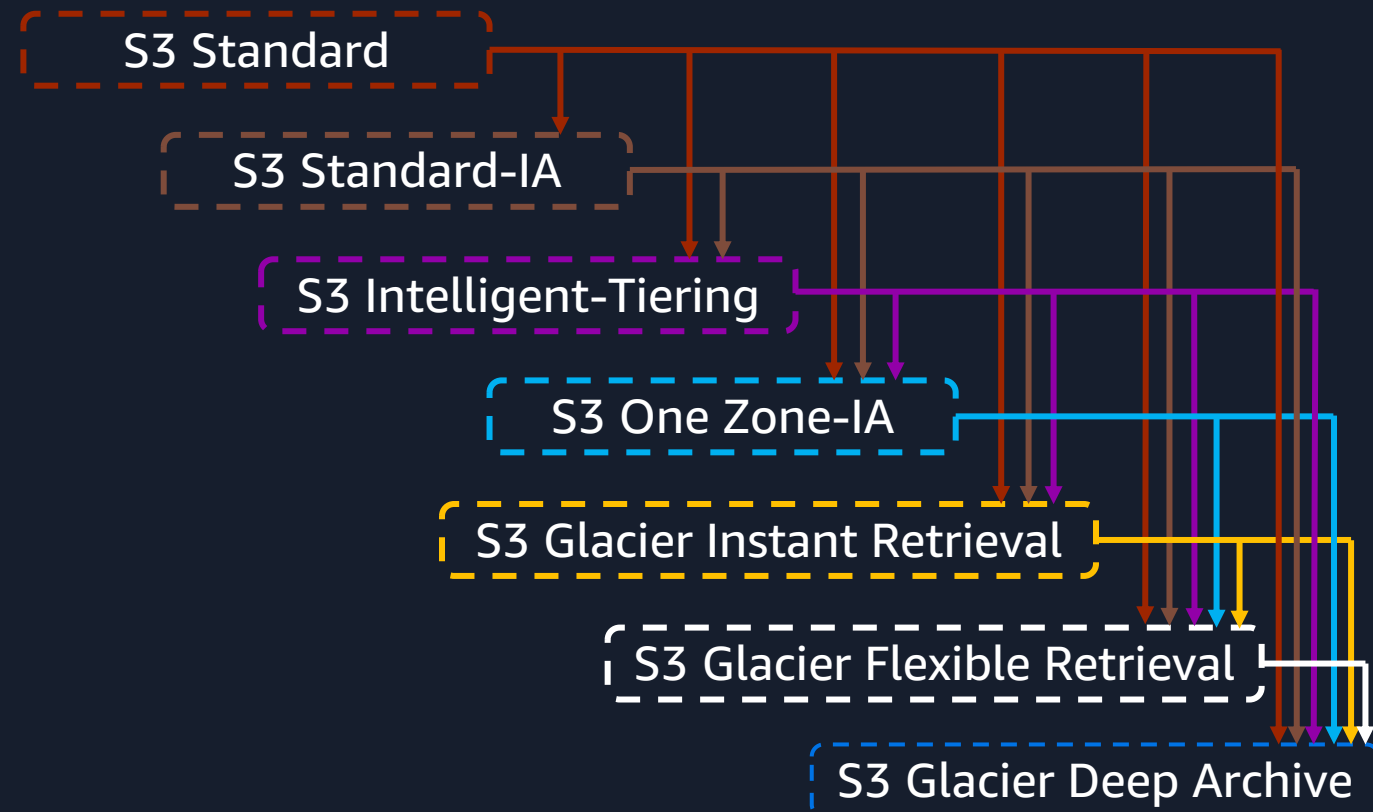 S3 Standard
S3 Standard-IA
S3 Intelligent-Tiering
S3 One Zone-IA
S3 Glacier Instant Retrieval
S3 Glacier Flexible Retrieval
S3 Glacier Deep Archive